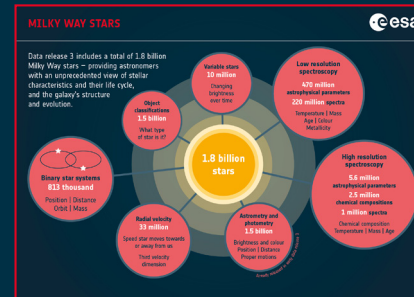 MILKY WAY STARS
esa
Data release 3 includes a total of 1.8 billion
Milky Way stars – providing astronomers
with an unprecedented view of stellar
characteristics and their life cycle,
and the galaxy's structure
and evolution.
Variable stars
10 million
Changing
brightness
over time
Low resolution
spectroscopy
470 million
astrophysical parameters
220 million spectra
Temperature | Mass
Age | Colour
Metallicity
Object
classifications
1.5 billion
What type
of star is it?
1.8 billion
stars
Binary star systems
813 thousand
Position | Distance
Orbit | Mass
High resolution
spectroscopy
5.6 million
astrophysical parameters
2.5 million
chemical compositions
1 million spectra
Chemical composition
Temperature | Mass | Age
Radial velocity
33 million
Speed star moves towards
or away from us
Third velocity
dimension
Astrometry and
photometry
1.5 billion
Brightness and colour
Position | Distance
Proper motions